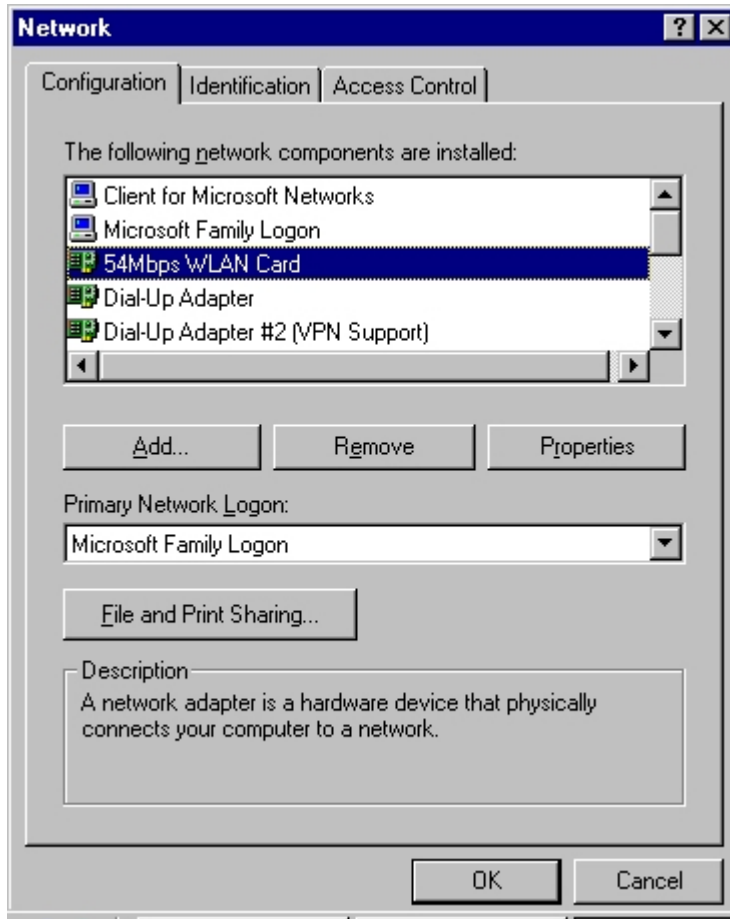 Network
Configuration Identification Access Control
The following network components are installed:
Client for Microsoft Networks
Microsoft Family Logon
54Mbps WLAN Card
Dial-Up Adapter
Dial-Up Adapter #2 (VPN Support)
Add... Remove Properties
Primary Network Logon:
Microsoft Family Logon
File and Print Sharing...
Description
A network adapter is a hardware device that physically
connects your computer to a network.
OK Cancel